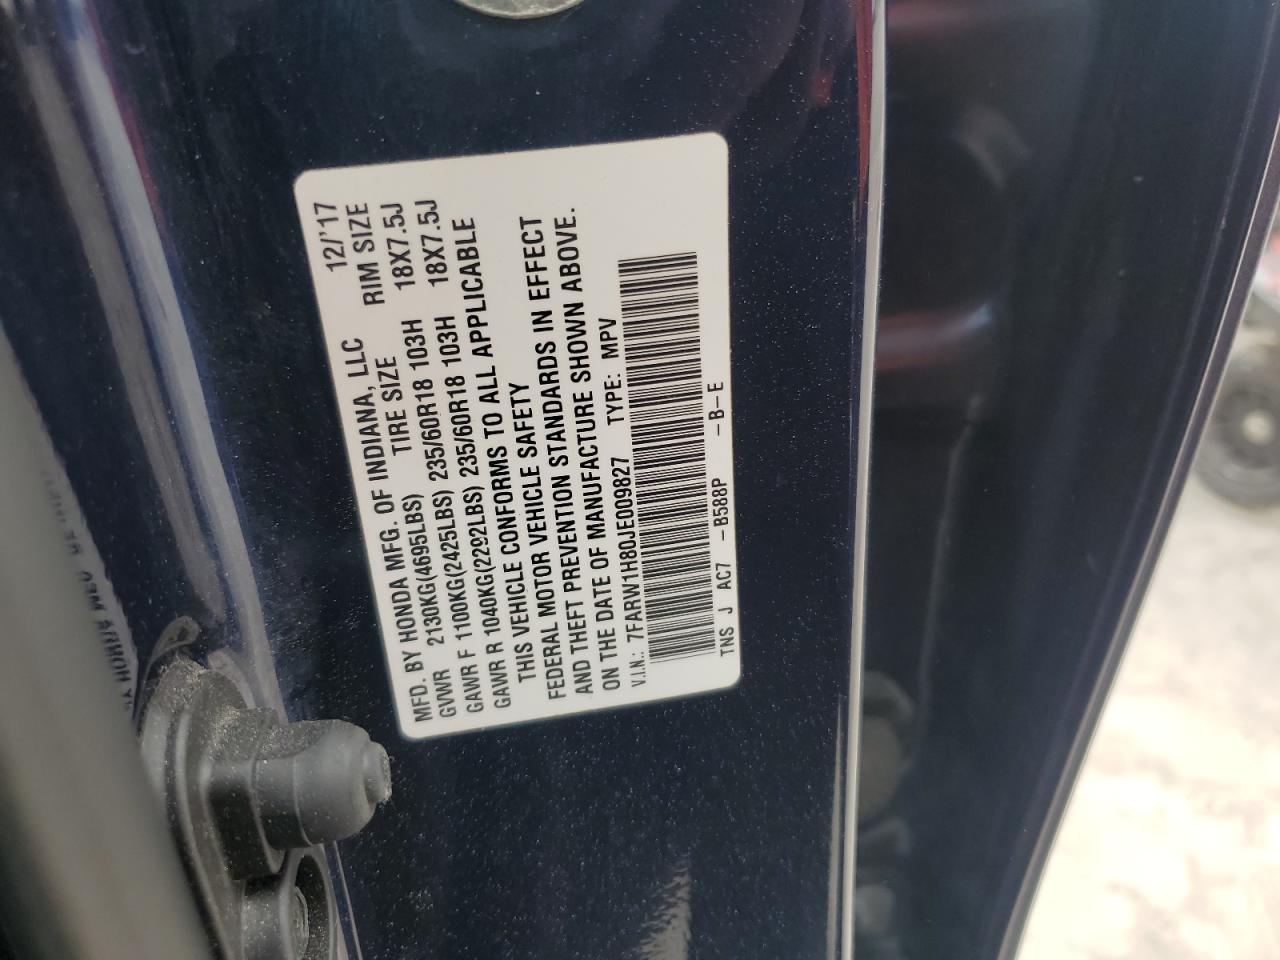 MFD. BY HONDA MFG. OF INDIANA, LLC 12/'17
GVWR 2130KG(4695LBS) TIRE SIZE RIM SIZE
GAWR F 1100KG(2425LBS) 235/60R18 103H 18X7.5J
GAWR R 1040KG(2292LBS) 235/60R18 103H 18X7.5J
THIS VEHICLE CONFORMS TO ALL APPLICABLE
FEDERAL MOTOR VEHICLE SAFETY
AND THEFT PREVENTION STANDARDS IN EFFECT
ON THE DATE OF MANUFACTURE SHOWN ABOVE.
V.I.N.: 7FARW1H80JE009827 TYPE: MPV
TNS J AC7 -B588P -B-E